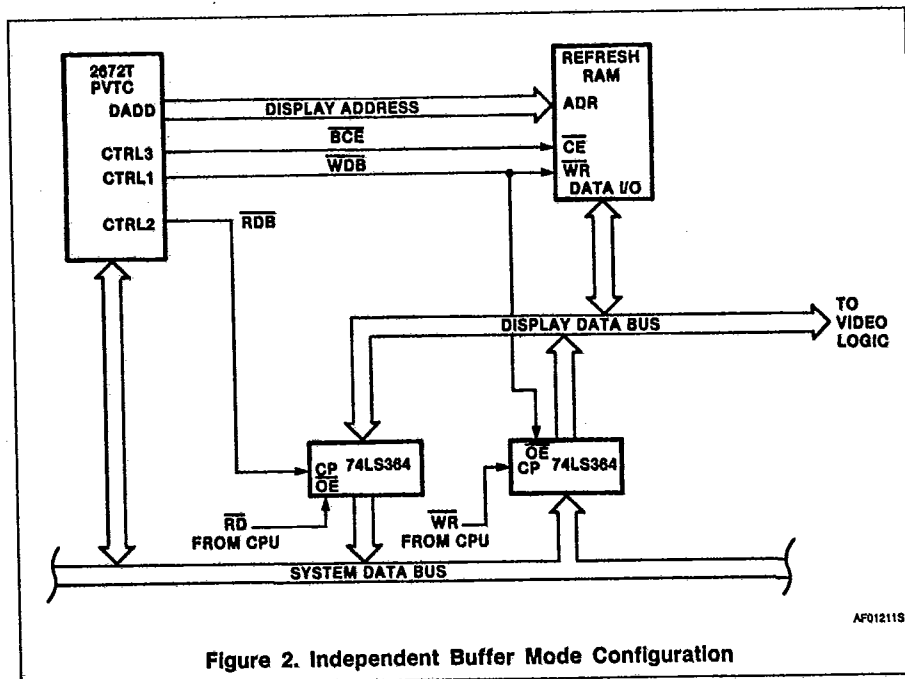 2672T
PVTC
DADD
CTRL3
CTRL1
CTRL2
DISPLAY ADDRESS
BCE
WDB
RDB
REFRESH
RAM
ADR
CE
WR
DATA I/O
DISPLAY DATA BUS
TO
VIDEO
LOGIC
CP 74LS364
OE
RD
FROM CPU
OE
CP 74LS364
WR
FROM CPU
SYSTEM DATA BUS
AF01211S
Figure 2. Independent Buffer Mode Configuration